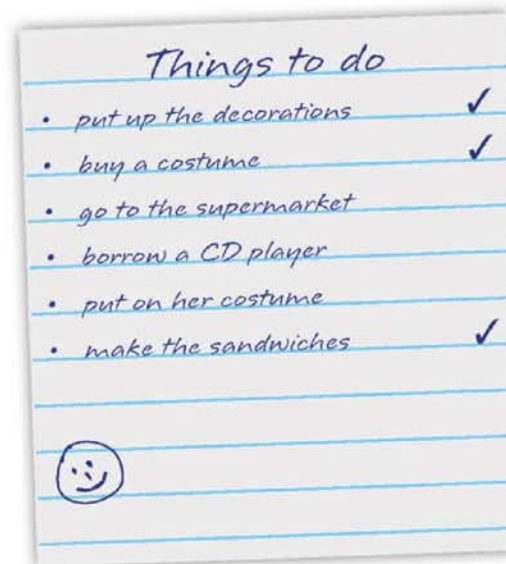 Things to do
• put up the decorations ✓
• buy a costume ✓
• go to the supermarket
• borrow a CD player
• put on her costume
• make the sandwiches ✓